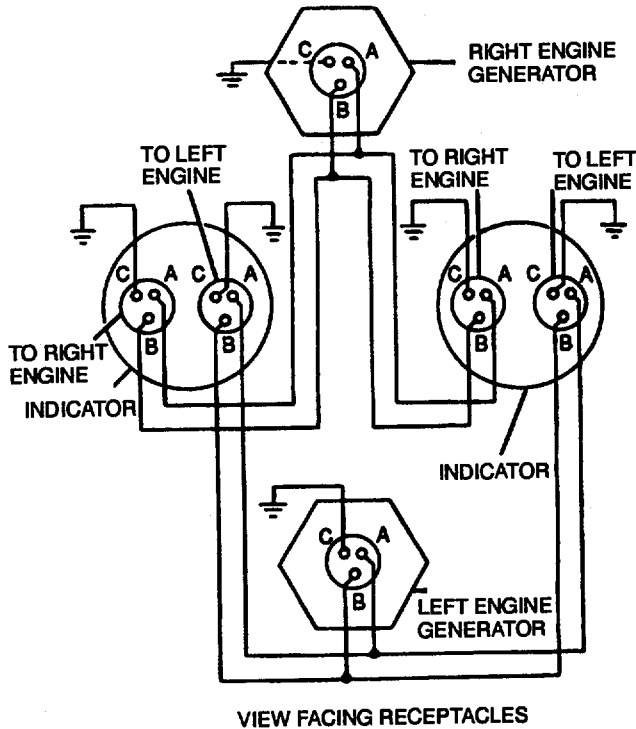 C A
B
RIGHT ENGINE
GENERATOR
TO LEFT
ENGINE
TO RIGHT
ENGINE
TO LEFT
ENGINE
C A C A
B B
C A C A
B B
TO RIGHT
ENGINE
INDICATOR
INDICATOR
C A
B
LEFT ENGINE
GENERATOR
VIEW FACING RECEPTACLES